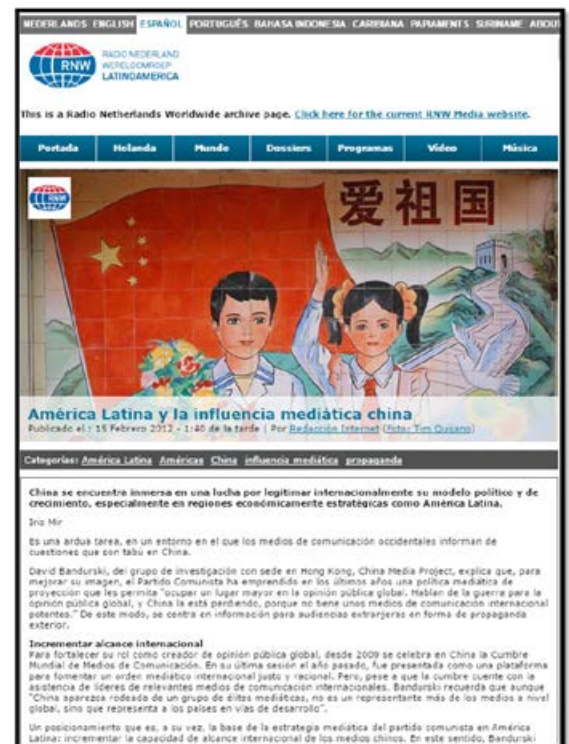 NEDERLANDS ENGLISH ESPAÑOL PORTUGUÊS BAHASA INDONESIA CARIBIANA PAPIAMENTS SURINAME ABOU
RNW
RADIO NEDERLAND
WERELDOMROEP
LATINOAMÉRICA
This is a Radio Netherlands Worldwide archive page. Click here for the current RNW Media website.
Portada Holanda Mundo Dossiers Programas Vídeo Música
RNW
爱祖国
América Latina y la influencia mediática china
Publicado el : 15 Febrero 2012 - 1:40 de la tarde | Por Redacción Internet (Foto: Tim Quijano)
Categorías: América Latina Américas China influencia mediática propaganda
China se encuentra inmersa en una lucha por legitimar internacionalmente su modelo político y de
crecimiento, especialmente en regiones económicamente estratégicas como América Latina.
Iris Mir
Es una ardua tarea, en un entorno en el que los medios de comunicación occidentales informan de
cuestiones que son tabú en China.
David Bandurski, del grupo de investigación con sede en Hong Kong, China Media Project, explica que, para
mejorar su imagen, el Partido Comunista ha emprendido en los últimos años una política mediática de
proyección que les permita "ocupar un lugar mayor en la opinión pública global. Hablan de la guerra para la
opinión pública global, y China la está perdiendo, porque no tiene unos medios de comunicación internacional
potentes." De este modo, se centra en información para audiencias extranjeras en forma de propaganda
exterior.
Incrementar alcance internacional
Para fortalecer su rol como creador de opinión pública global, desde 2009 se celebra en China la Cumbre
Mundial de Medios de Comunicación. En su última sesión el año pasado, fue presentada como una plataforma
para fomentar un orden mediático internacional justo y racional. Pero, pese a que la cumbre cuente con la
asistencia de líderes de relevantes medios de comunicación internacionales. Bandurski recuerda que aunque
"China aparezca rodeada de un grupo de élites mediáticas, no es un representante más de los medios a nivel
global, sino que representa a los países en vías de desarrollo".
Un posicionamiento que es, a su vez, la base de la estrategia mediática del partido comunista en América
Latina: incrementar la capacidad de alcance internacional de los medios chinos. En este sentido, Bandurski